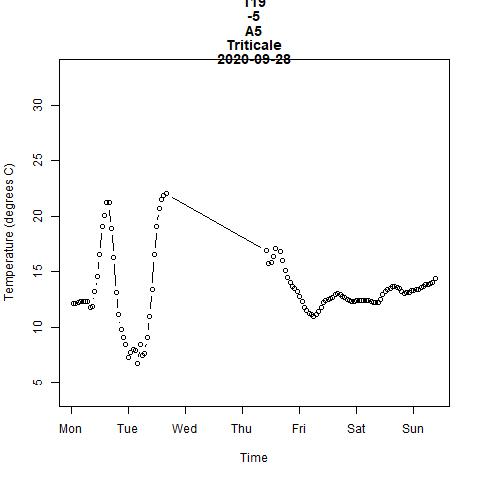 T19
-5
A5
Triticale
2020-09-28
Temperature (degrees C)
30
25
20
15
10
5
Mon Tue Wed Thu Fri Sat Sun
Time